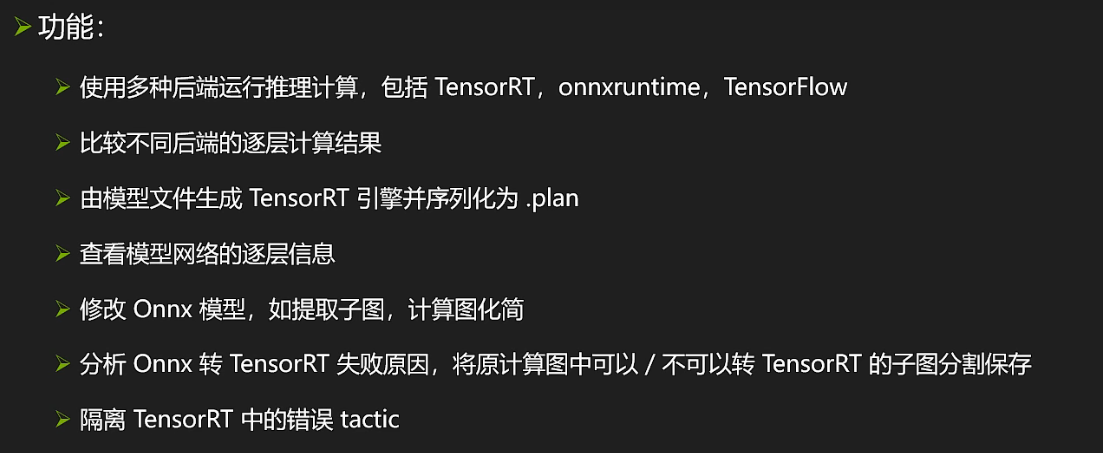 功能：
使用多种后端运行推理计算，包括 TensorRT，onnxruntime，TensorFlow
比较不同后端的逐层计算结果
由模型文件生成 TensorRT 引擎并序列化为 .plan
查看模型网络的逐层信息
修改 Onnx 模型，如提取子图，计算图化简
分析 Onnx 转 TensorRT 失败原因，将原计算图中可以 / 不可以转 TensorRT 的子图分割保存
隔离 TensorRT 中的错误 tactic